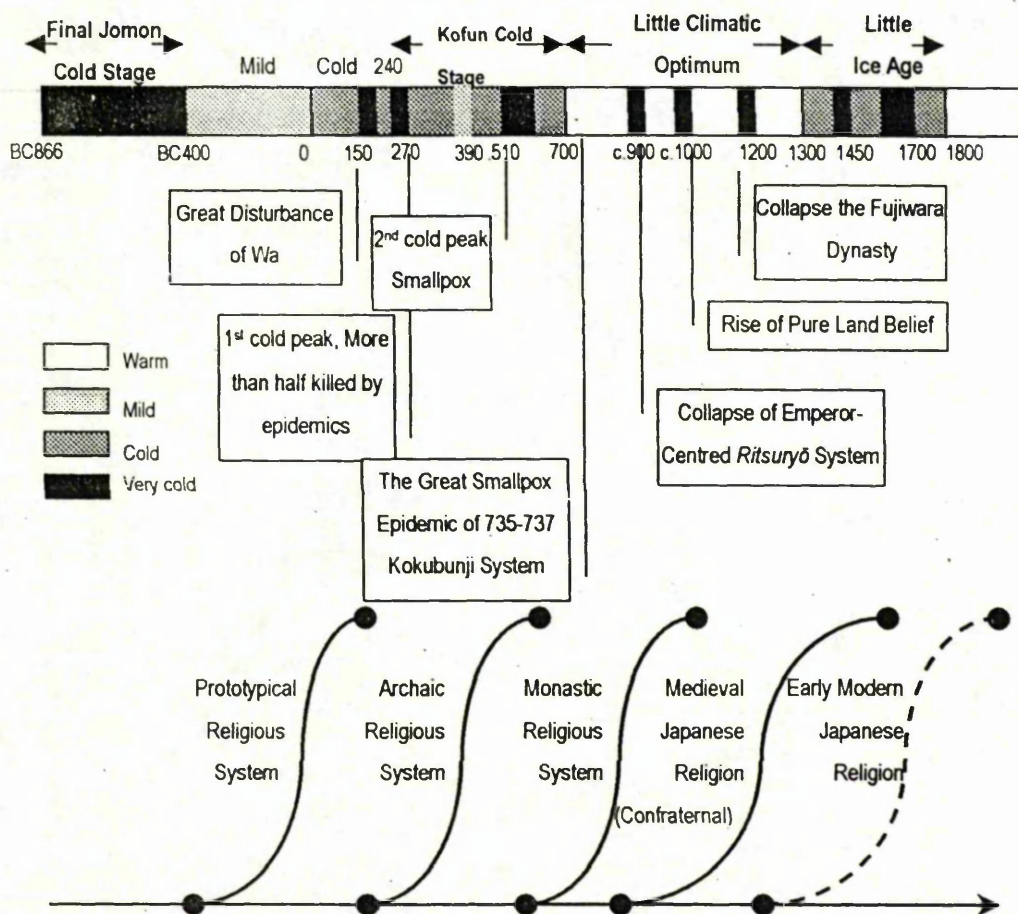 Final Jomon
Cold Stage
Mild
Cold 240
Kofun Cold
Stage
Little Climatic
Optimum
Little
Ice Age
BC866
BC400
0
150
270
390
510
700
c.900
c.1000
1200
1300
1450
1700
1800
Great Disturbance
of Wa
2nd cold peak
Smallpox
Collapse the Fujiwara
Dynasty
Rise of Pure Land Belief
1st cold peak, More
than half killed by
epidemics
Collapse of Emperor-
Centred Ritsuryō System
The Great Smallpox
Epidemic of 735-737
Kokubunji System
Warm
Mild
Cold
Very cold
Prototypical
Religious
System
Archaic
Religious
System
Monastic
Religious
System
Medieval
Japanese
Religion
(Confraternal)
Early Modern
Japanese
Religion